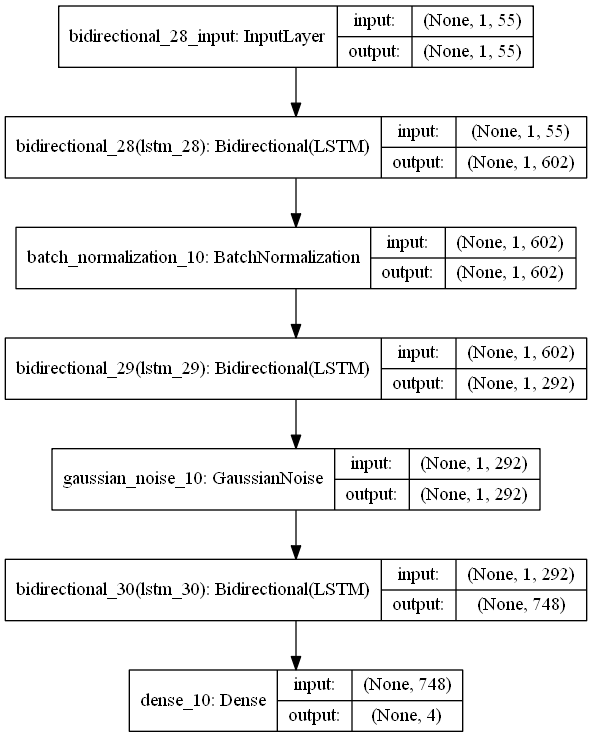 bidirectional_28_input: InputLayer
input: (None, 1, 55)
output: (None, 1, 55)
bidirectional_28(lstm_28): Bidirectional(LSTM)
input: (None, 1, 55)
output: (None, 1, 602)
batch_normalization_10: BatchNormalization
input: (None, 1, 602)
output: (None, 1, 602)
bidirectional_29(lstm_29): Bidirectional(LSTM)
input: (None, 1, 602)
output: (None, 1, 292)
gaussian_noise_10: GaussianNoise
input: (None, 1, 292)
output: (None, 1, 292)
bidirectional_30(lstm_30): Bidirectional(LSTM)
input: (None, 1, 292)
output: (None, 748)
dense_10: Dense
input: (None, 748)
output: (None, 4)